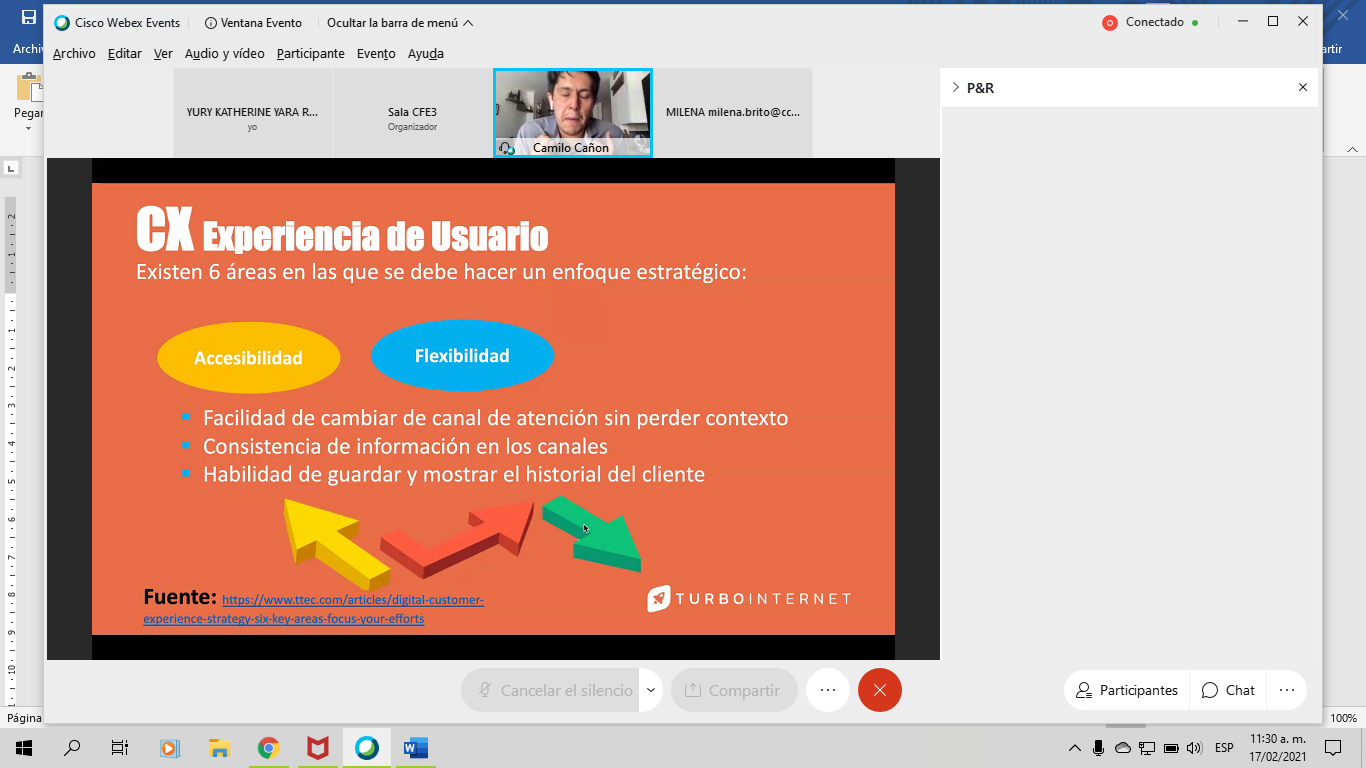 Cisco Webex Events
Ventana Evento
Ocultar la barra de menú
Conectado
Archivo Editar Ver Audio y vídeo Participante Evento Ayuda
Pegar
YURY KATHERINE YARA R...
yo
Sala CFE3
Organizador
Camilo Cañon
MILENA milena.brito@cc...
P&R
CX Experiencia de Usuario
Existen 6 áreas en las que se debe hacer un enfoque estratégico:
Accesibilidad
Flexibilidad
Facilidad de cambiar de canal de atención sin perder contexto
Consistencia de información en los canales
Habilidad de guardar y mostrar el historial del cliente
Fuente: https://www.ttec.com/articles/digital-customer-
experience-strategy-six-key-areas-focus-your-efforts
TURBOINTERNET
Cancelar el silencio
Compartir
Participantes
Chat
Página
100%
ESP
11:30 a. m.
17/02/2021